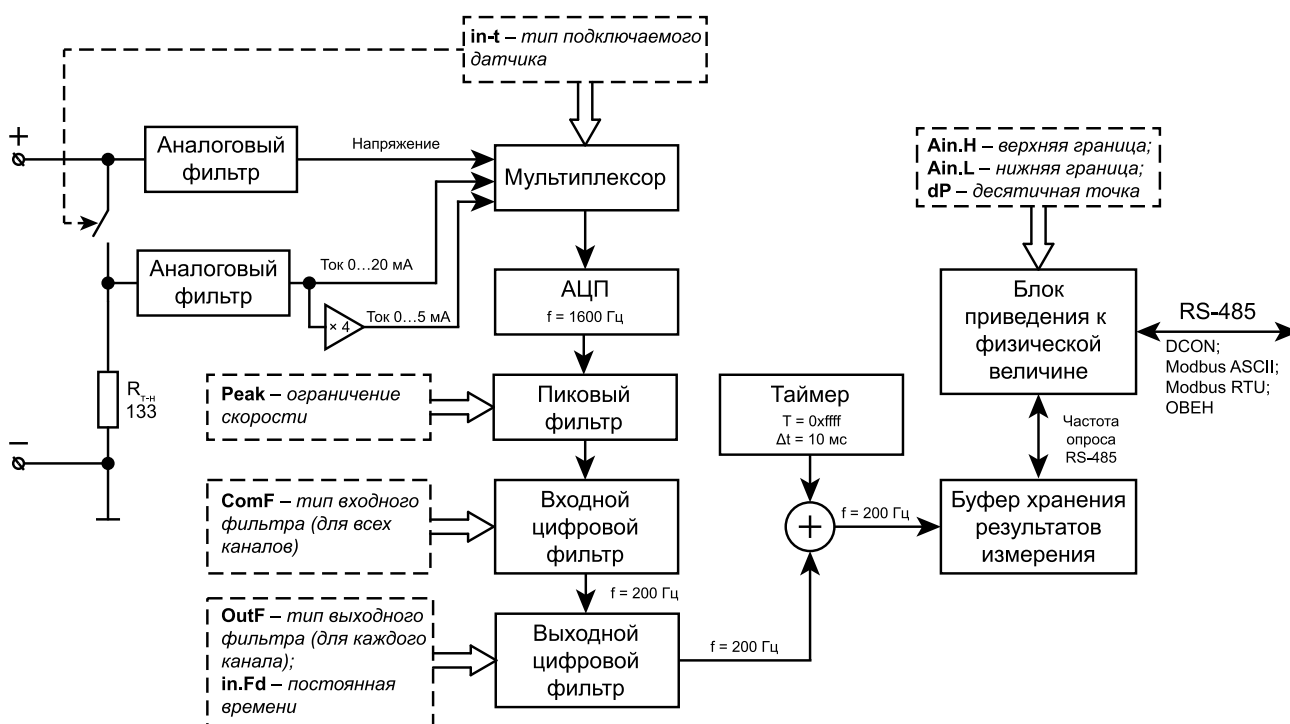 in-t – тип подключаемого
датчика
+
Аналоговый
фильтр
Напряжение
Мультиплексор
Ain.H – верхняя граница;
Ain.L – нижняя граница;
dP – десятичная точка
Аналоговый
фильтр
Ток 0…20 мА
× 4
Ток 0…5 мА
АЦП
f = 1600 Гц
Блок
приведения к
физической
величине
RS-485
DCON;
Modbus ASCII;
Modbus RTU;
ОВЕН
Rт-н
133
–
Peak – ограничение
скорости
Пиковый
фильтр
Таймер
T = 0xffff
Δt = 10 мс
Частота
опроса
RS-485
ComF – тип входного
фильтра (для всех
каналов)
Входной
цифровой
фильтр
+
f = 200 Гц
Буфер хранения
результатов
измерения
f = 200 Гц
OutF – тип выходного
фильтра (для каждого
канала);
in.Fd – постоянная
времени
Выходной
цифровой
фильтр
f = 200 Гц